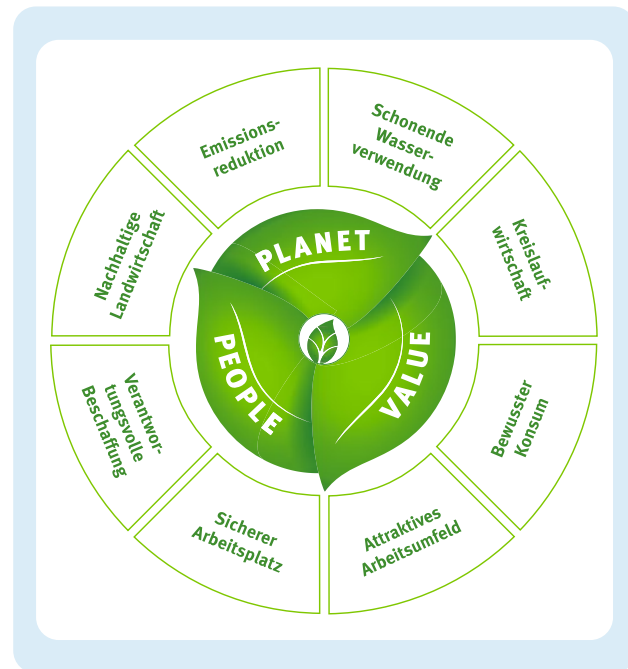 Emissions-
reduktion
Schonende
Wasser-
verwendung
Kreislauf-
wirtschaft
Bewusster
Konsum
Attraktives
Arbeitsumfeld
Sicherer
Arbeitsplatz
Verantwor-
tungsvolle
Beschaffung
Nachhaltige
Landwirtschaft
PLANET
VALUE
PEOPLE